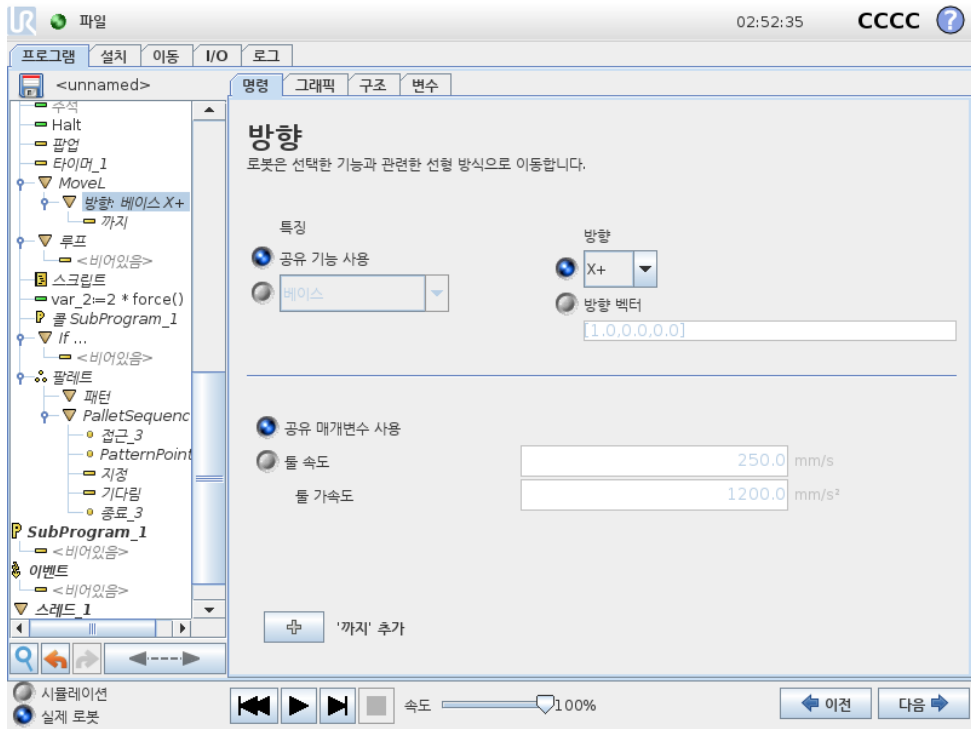 UR 파일 02:52:35 CCCC ?
프로그램 설치 이동 I/O 로그
<unnamed>
명령 그래픽 구조 변수
주석
Halt
팝업
타이머_1
MoveL
방향: 베이스 X+
까지
루프
<비어있음>
스크립트
var_2≔2 * force()
콜 SubProgram_1
If ...
<비어있음>
팔레트
패턴
PalletSequenc
접근_3
PatternPoint
지정
기다림
종료_3
SubProgram_1
<비어있음>
이벤트
<비어있음>
스레드_1
방향
로봇은 선택한 기능과 관련한 선형 방식으로 이동합니다.
특징
공유 기능 사용
베이스
방향
X+
방향 벡터
[1.0,0.0,0.0]
공유 매개변수 사용
툴 속도 250.0 mm/s
툴 가속도 1200.0 mm/s²
'까지' 추가
시뮬레이션
실제 로봇
속도 100%
이전 다음